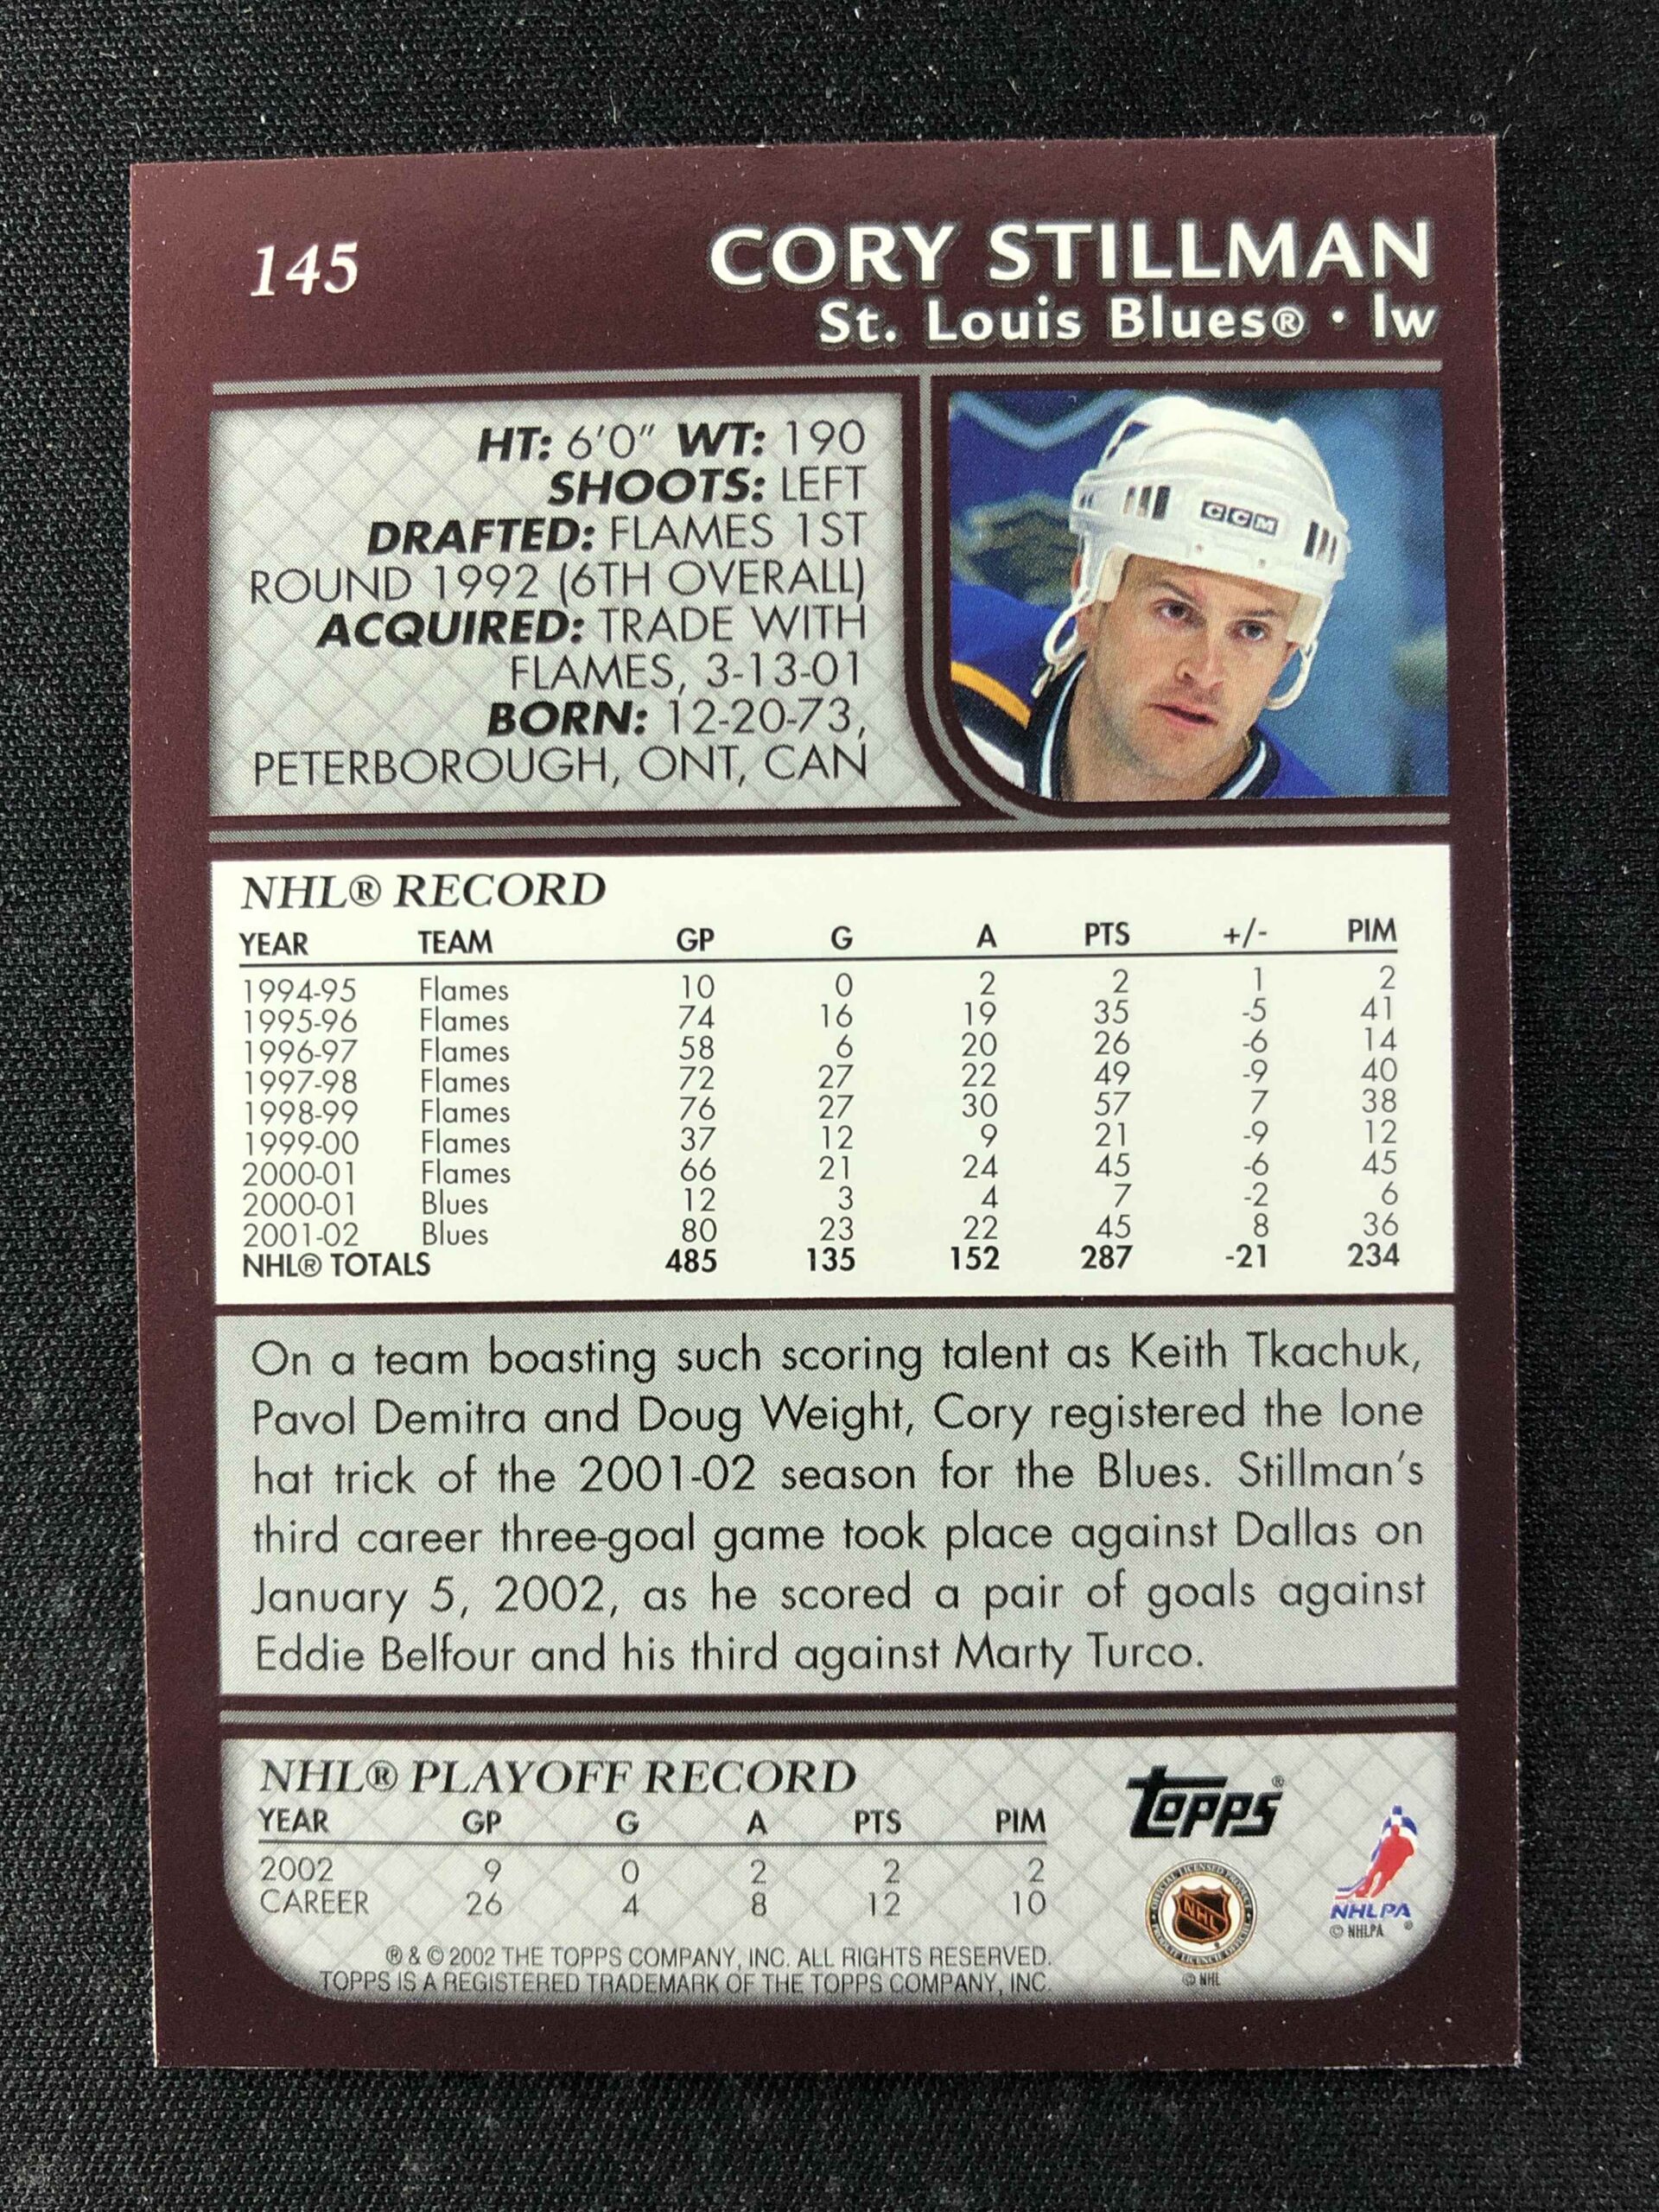 145
CORY STILLMAN
St. Louis Blues® • lw
HT: 6'0" WT: 190
SHOOTS: LEFT
DRAFTED: FLAMES 1ST
ROUND 1992 (6TH OVERALL)
ACQUIRED: TRADE WITH
FLAMES, 3-13-01
BORN: 12-20-73,
PETERBOROUGH, ONT, CAN
CCM
NHL® RECORD
YEAR TEAM GP G A PTS +/- PIM
1994-95 Flames 10 0 2 2 1 2
1995-96 Flames 74 16 19 35 -5 41
1996-97 Flames 58 6 20 26 -6 14
1997-98 Flames 72 27 22 49 -9 40
1998-99 Flames 76 27 30 57 7 38
1999-00 Flames 37 12 9 21 -9 12
2000-01 Flames 66 21 24 45 -6 45
2000-01 Blues 12 3 4 7 -2 6
2001-02 Blues 80 23 22 45 8 36
NHL® TOTALS 485 135 152 287 -21 234
On a team boasting such scoring talent as Keith Tkachuk,
Pavol Demitra and Doug Weight, Cory registered the lone
hat trick of the 2001-02 season for the Blues. Stillman's
third career three-goal game took place against Dallas on
January 5, 2002, as he scored a pair of goals against
Eddie Belfour and his third against Marty Turco.
NHL® PLAYOFF RECORD
YEAR GP G A PTS PIM
2002 9 0 2 2 2
CAREER 26 4 8 12 10
® & © 2002 THE TOPPS COMPANY, INC. ALL RIGHTS RESERVED.
TOPPS IS A REGISTERED TRADEMARK OF THE TOPPS COMPANY, INC.
Topps®
OFFICIAL LICENSED PRODUCT
NHL
© NHL
NHLPA
© NHLPA ®